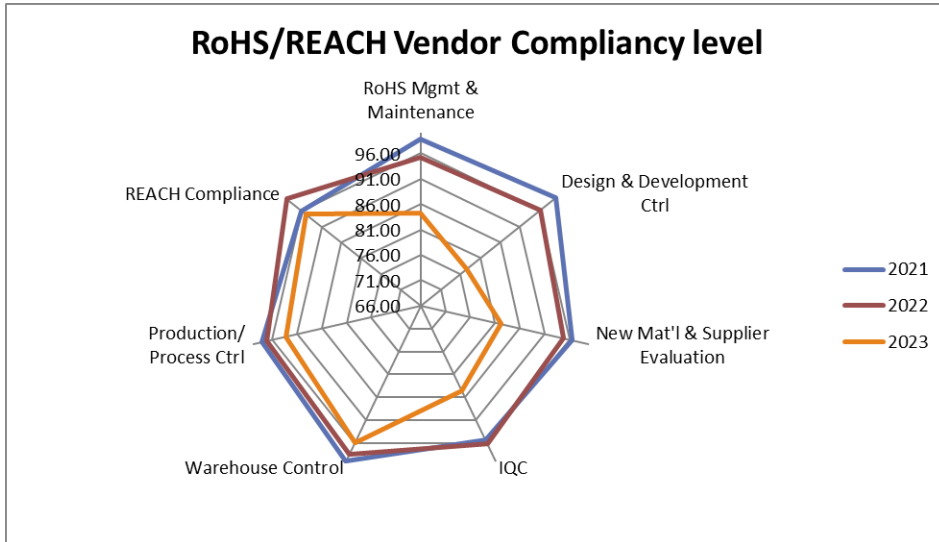 RoHS/REACH Vendor Compliancy level
RoHS Mgmt &
Maintenance
96.00
91.00
86.00
81.00
76.00
71.00
66.00
REACH Compliance
Design & Development
Ctrl
2021
2022
2023
Production/
Process Ctrl
New Mat'l & Supplier
Evaluation
Warehouse Control
IQC